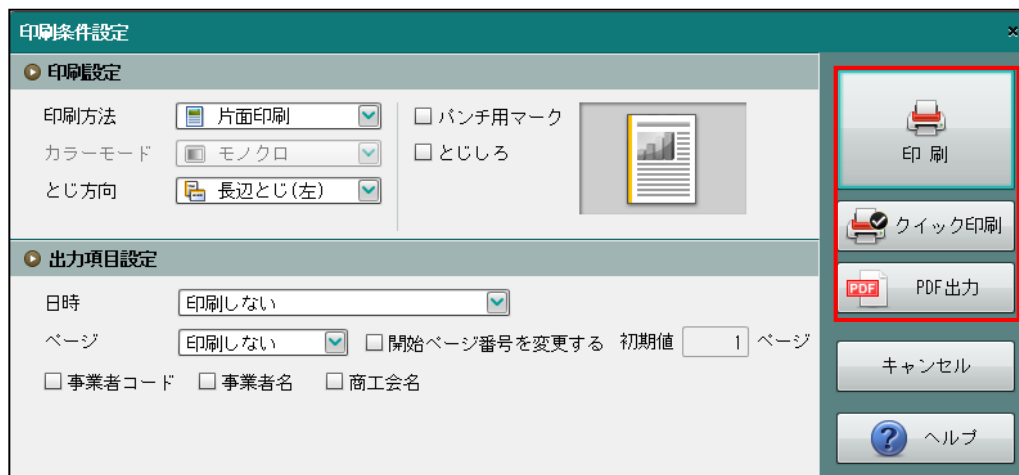 印刷条件設定
印刷設定
印刷方法 片面印刷 パンチ用マーク
カラーモード モノクロ とじしろ
とじ方向 長辺とじ(左)
出力項目設定
日時 印刷しない
ページ 印刷しない 開始ページ番号を変更する 初期値 1 ページ
事業者コード 事業者名 商工会名
印刷
クイック印刷
PDF PDF出力
キャンセル
? ヘルプ